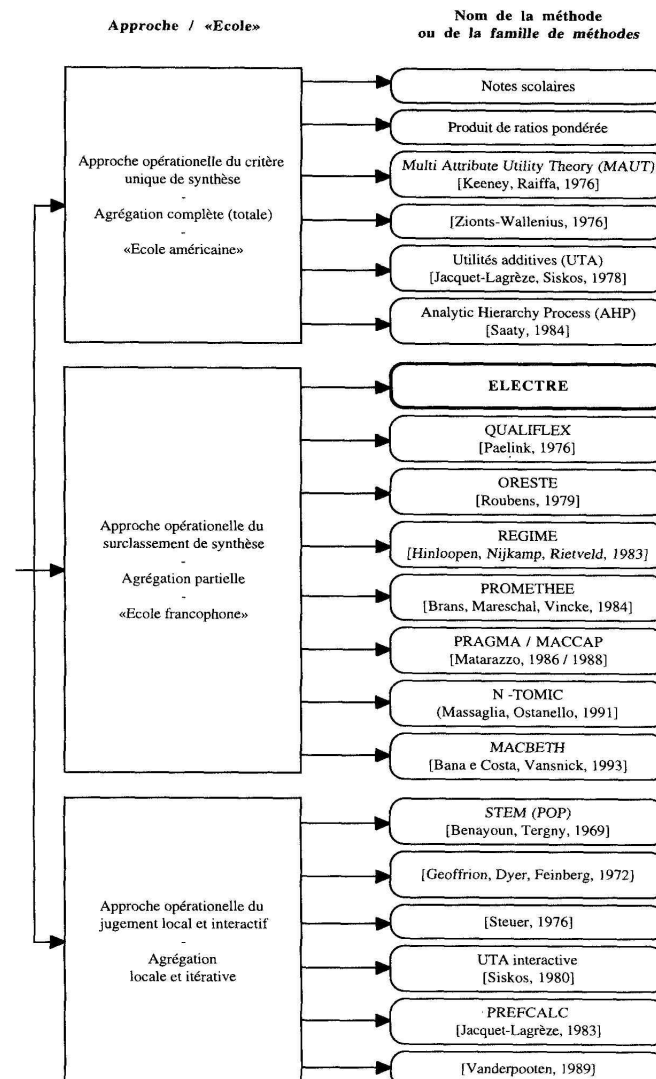 Approche / «Ecole»
Nom de la méthode
ou de la famille de méthodes
Approche opérationelle du critère
unique de synthèse
-
Agrégation complète (totale)
-
«Ecole américaine»
Notes scolaires
Produit de ratios pondérée
Multi Attribute Utility Theory (MAUT)
[Keeney, Raiffa, 1976]
[Zionts-Wallenius, 1976]
Utilités additives (UTA)
[Jacquet-Lagrèze, Siskos, 1978]
Analytic Hierarchy Process (AHP)
[Saaty, 1984]
Approche opérationelle du
surclassement de synthèse
-
Agrégation partielle
-
«Ecole francophone»
ELECTRE
QUALIFLEX
[Paelink, 1976]
ORESTE
[Roubens, 1979]
REGIME
[Hinloopen, Nijkamp, Rietveld, 1983]
PROMETHEE
[Brans, Mareschal, Vincke, 1984]
PRAGMA / MACCAP
[Matarazzo, 1986 / 1988]
N -TOMIC
(Massaglia, Ostanello, 1991]
MACBETH
[Bana e Costa, Vansnick, 1993]
Approche opérationelle du
jugement local et interactif
-
Agrégation
locale et itérative
STEM (POP)
[Benayoun, Tergny, 1969]
[Geoffrion, Dyer, Feinberg, 1972]
[Steuer, 1976]
UTA interactive
[Siskos, 1980]
PREFCALC
[Jacquet-Lagrèze, 1983]
[Vanderpooten, 1989]